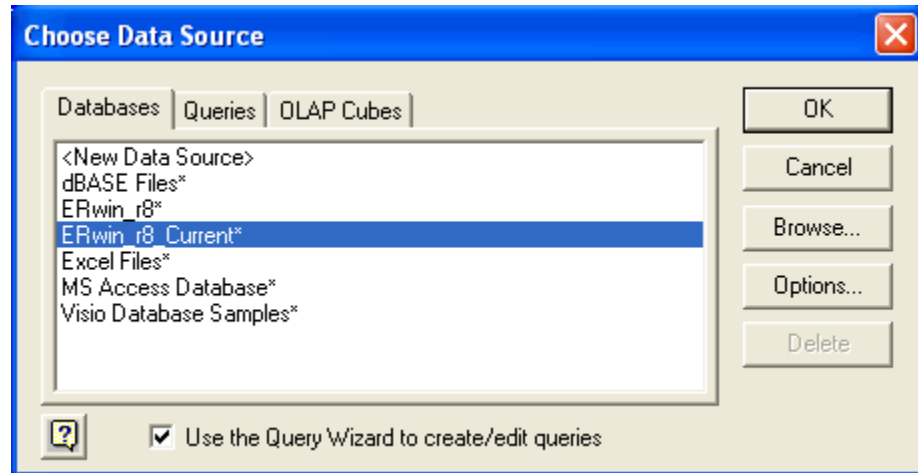 Choose Data Source
Databases Queries OLAP Cubes
<New Data Source>
dBASE Files*
ERwin_r8*
ERwin_r8_Current*
Excel Files*
MS Access Database*
Visio Database Samples*
OK
Cancel
Browse...
Options...
Delete
?
Use the Query Wizard to create/edit queries